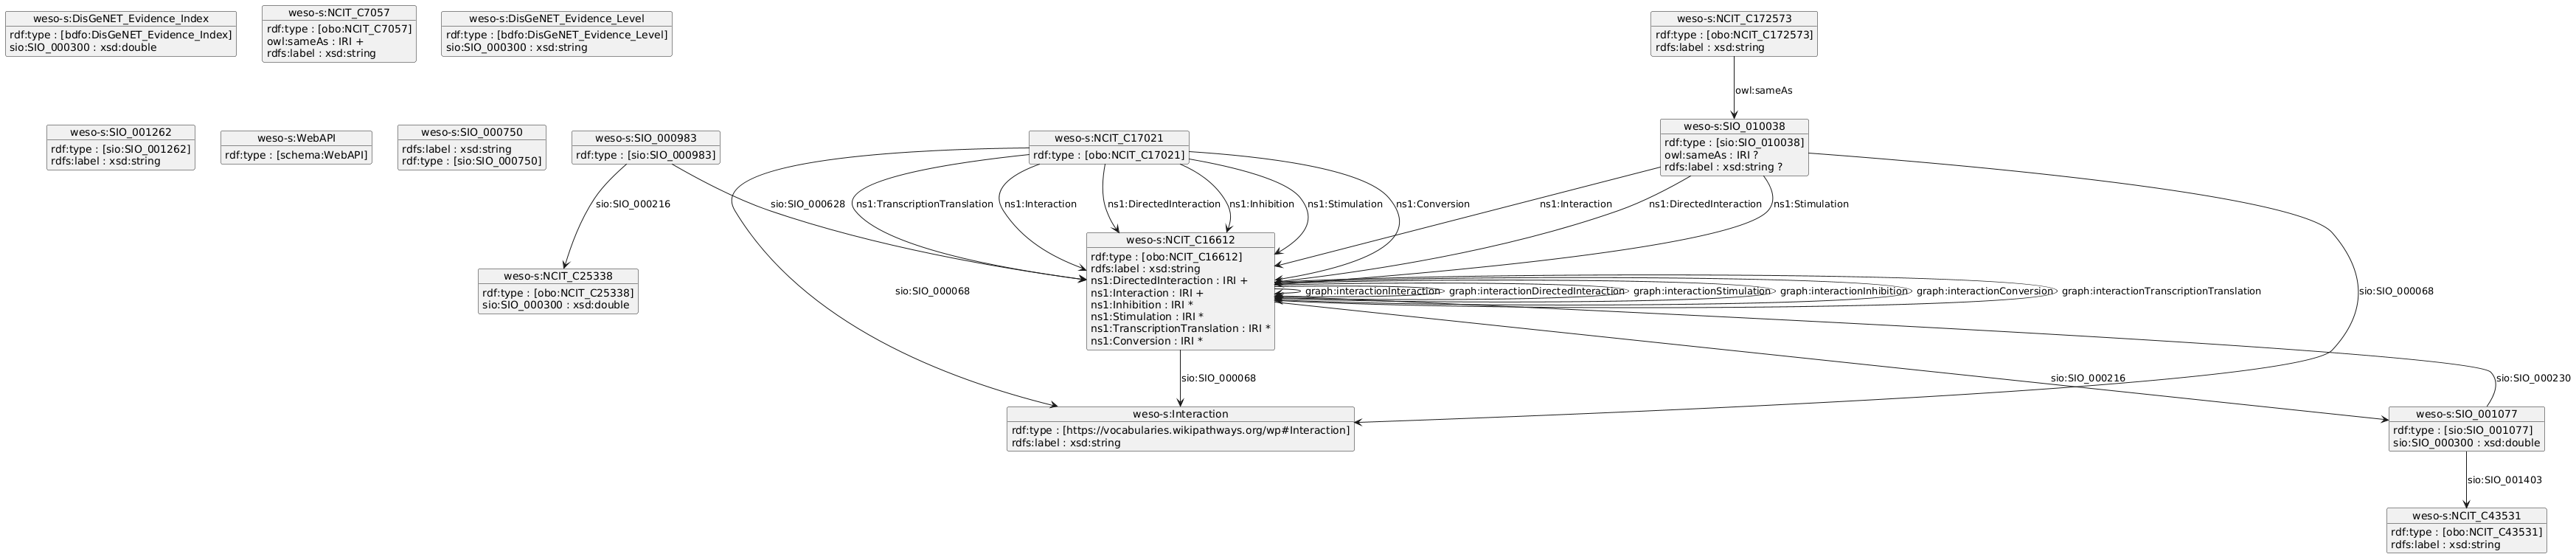 weso-s:DisGeNET_Evidence_Index
rdf:type : [bdfo:DisGeNET_Evidence_Index]
sio:SIO_000300 : xsd:double
weso-s:NCIT_C7057
rdf:type : [obo:NCIT_C7057]
owl:sameAs : IRI +
rdfs:label : xsd:string
weso-s:DisGeNET_Evidence_Level
rdf:type : [bdfo:DisGeNET_Evidence_Level]
sio:SIO_000300 : xsd:string
weso-s:NCIT_C172573
rdf:type : [obo:NCIT_C172573]
rdfs:label : xsd:string
owl:sameAs
weso-s:SIO_001262
rdf:type : [sio:SIO_001262]
rdfs:label : xsd:string
weso-s:WebAPI
rdf:type : [schema:WebAPI]
weso-s:SIO_000750
rdfs:label : xsd:string
rdf:type : [sio:SIO_000750]
weso-s:SIO_000983
rdf:type : [sio:SIO_000983]
weso-s:NCIT_C17021
rdf:type : [obo:NCIT_C17021]
weso-s:SIO_010038
rdf:type : [sio:SIO_010038]
owl:sameAs : IRI ?
rdfs:label : xsd:string ?
sio:SIO_000216
sio:SIO_000628
ns1:TranscriptionTranslation
ns1:Interaction
ns1:DirectedInteraction
ns1:Inhibition
ns1:Stimulation
ns1:Conversion
ns1:Interaction
ns1:DirectedInteraction
ns1:Stimulation
weso-s:NCIT_C25338
rdf:type : [obo:NCIT_C25338]
sio:SIO_000300 : xsd:double
sio:SIO_000068
weso-s:NCIT_C16612
rdf:type : [obo:NCIT_C16612]
rdfs:label : xsd:string
ns1:DirectedInteraction : IRI +
ns1:Interaction : IRI +
ns1:Inhibition : IRI *
ns1:Stimulation : IRI *
ns1:TranscriptionTranslation : IRI *
ns1:Conversion : IRI *
graph:interactionInteraction
graph:interactionDirectedInteraction
graph:interactionStimulation
graph:interactionInhibition
graph:interactionConversion
graph:interactionTranscriptionTranslation
sio:SIO_000068
sio:SIO_000068
sio:SIO_000216
sio:SIO_000230
weso-s:Interaction
rdf:type : [https://vocabularies.wikipathways.org/wp#Interaction]
rdfs:label : xsd:string
weso-s:SIO_001077
rdf:type : [sio:SIO_001077]
sio:SIO_000300 : xsd:double
sio:SIO_001403
weso-s:NCIT_C43531
rdf:type : [obo:NCIT_C43531]
rdfs:label : xsd:string